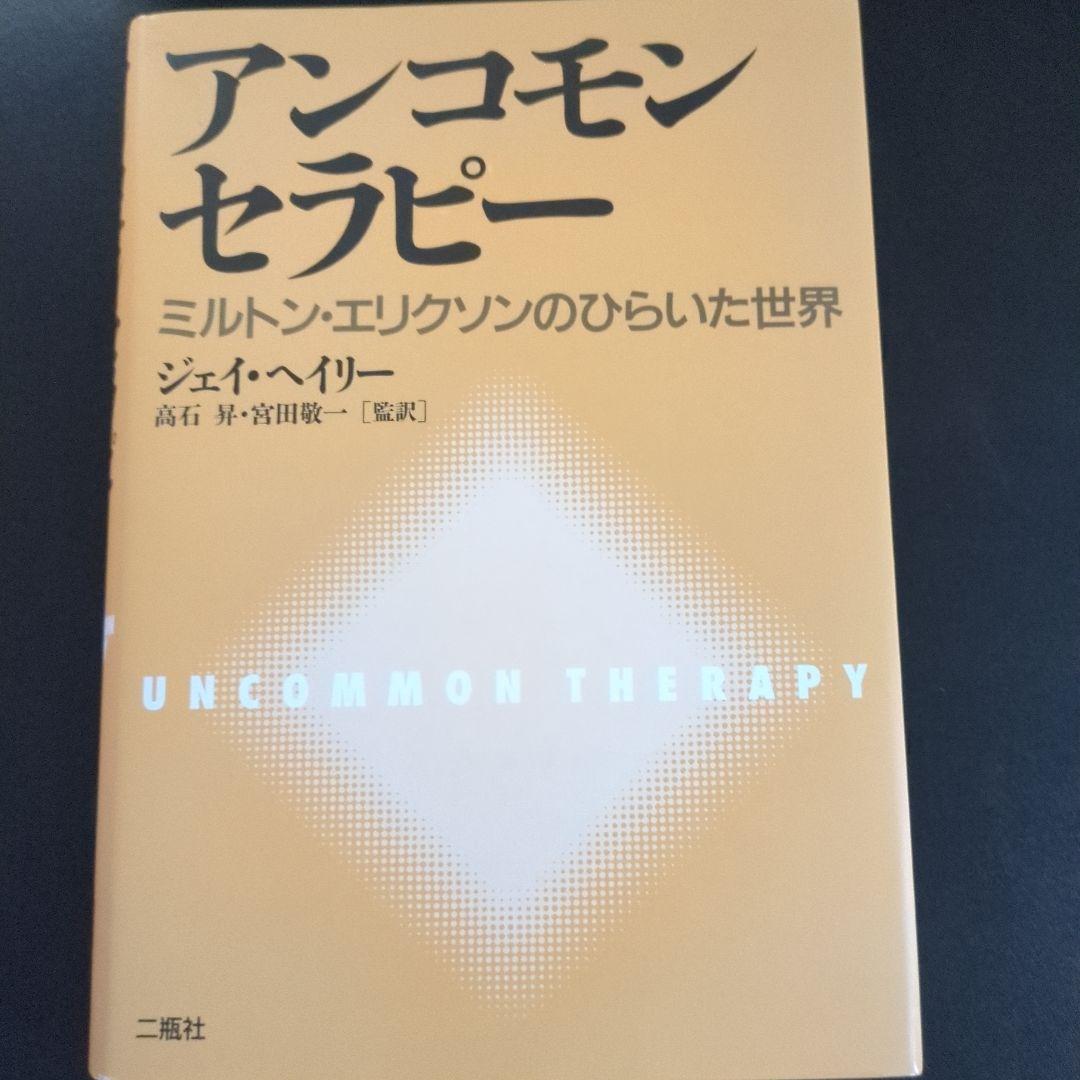 アンコモン
セラピー
ミルトン・エリクソンのひらいた世界
ジェイ・ヘイリー
高石 昇・宮田敬一［監訳］
UNCOMMON THERAPY
二瓶社